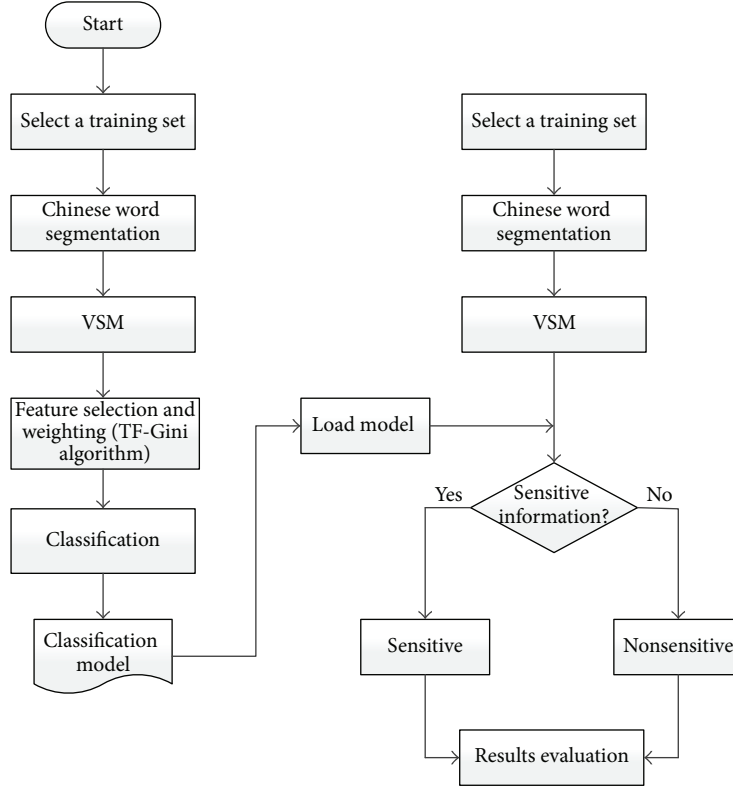 Start
Select a training set
Chinese word
segmentation
VSM
Feature selection and
weighting (TF-Gini
algorithm)
Classification
Classification
model
Load model
Select a training set
Chinese word
segmentation
VSM
Sensitive
information?
Yes
No
Sensitive
Nonsensitive
Results evaluation